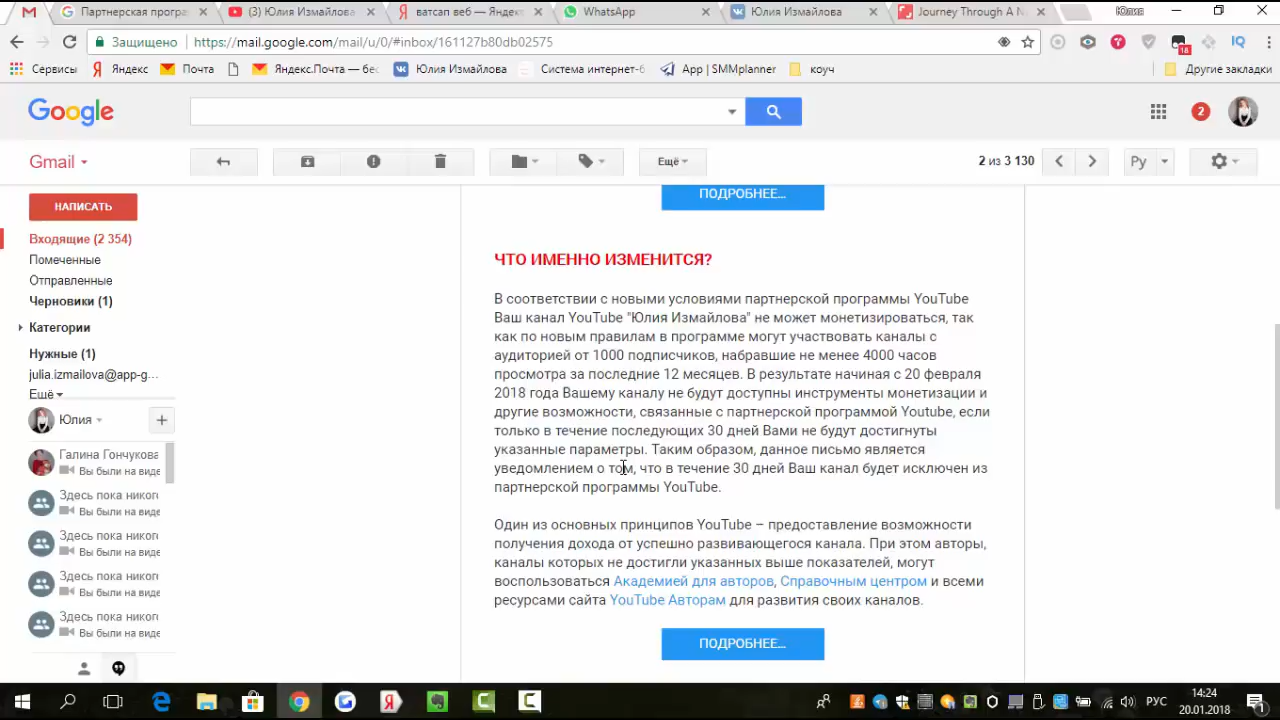 Партнерская програ
(3) Юлия Измайлова
ватсап веб — Яндекс
WhatsApp
Юлия Измайлова
Journey Through A N
Юлия
Защищено
https://mail.google.com/mail/u/0/#inbox/161127b80db02575
18
IQ
Сервисы
Яндекс
Почта
Яндекс.Почта — бес
Юлия Измайлова
Система интернет-б
App | SMMplanner
коуч
Другие закладки
Google
2
Gmail
Ещё
2 из 3 130
Ру
НАПИСАТЬ
Входящие (2 354)
Помеченные
Отправленные
Черновики (1)
Категории
Нужные (1)
julia.izmailova@app-g...
Ещё
Юлия
Галина Гончукова
Вы были на виде
Здесь пока никог
Вы были на виде
Здесь пока никог
Вы были на виде
Здесь пока никог
Вы были на виде
Здесь пока никог
Вы были на виде
ПОДРОБНЕЕ...
ЧТО ИМЕННО ИЗМЕНИТСЯ?
В соответствии с новыми условиями партнерской программы YouTube
Ваш канал YouTube "Юлия Измайлова" не может монетизироваться, так
как по новым правилам в программе могут участвовать каналы с
аудиторией от 1000 подписчиков, набравшие не менее 4000 часов
просмотра за последние 12 месяцев. В результате начиная с 20 февраля
2018 года Вашему каналу не будут доступны инструменты монетизации и
другие возможности, связанные с партнерской программой Youtube, если
только в течение последующих 30 дней Вами не будут достигнуты
указанные параметры. Таким образом, данное письмо является
уведомлением о том, что в течение 30 дней Ваш канал будет исключен из
партнерской программы YouTube.
Один из основных принципов YouTube – предоставление возможности
получения дохода от успешно развивающегося канала. При этом авторы,
каналы которых не достигли указанных выше показателей, могут
воспользоваться Академией для авторов, Справочным центром и всеми
ресурсами сайта YouTube Авторам для развития своих каналов.
ПОДРОБНЕЕ...
РУС
14:24
20.01.2018
1